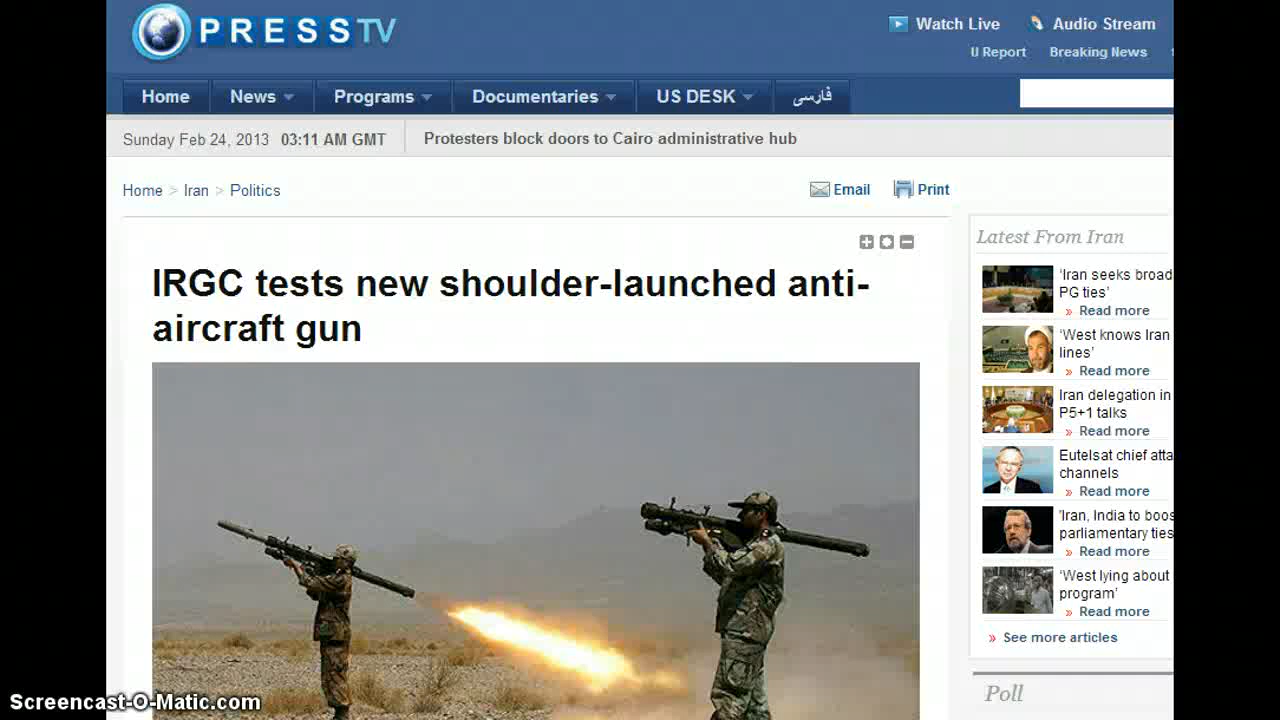 PRESSTV
Watch Live
Audio Stream
U Report
Breaking News
Home
News
Programs
Documentaries
US DESK
فارسی
Sunday Feb 24, 2013 03:11 AM GMT
Protesters block doors to Cairo administrative hub
Home > Iran > Politics
Email
Print
IRGC tests new shoulder-launched anti-
aircraft gun
Latest From Iran
‘Iran seeks broad
PG ties’
» Read more
‘West knows Iran
lines’
» Read more
Iran delegation in
P5+1 talks
» Read more
Eutelsat chief atta
channels
» Read more
'Iran, India to boos
parliamentary ties
» Read more
‘West lying about
program’
» Read more
» See more articles
Poll
Screencast-O-Matic.com